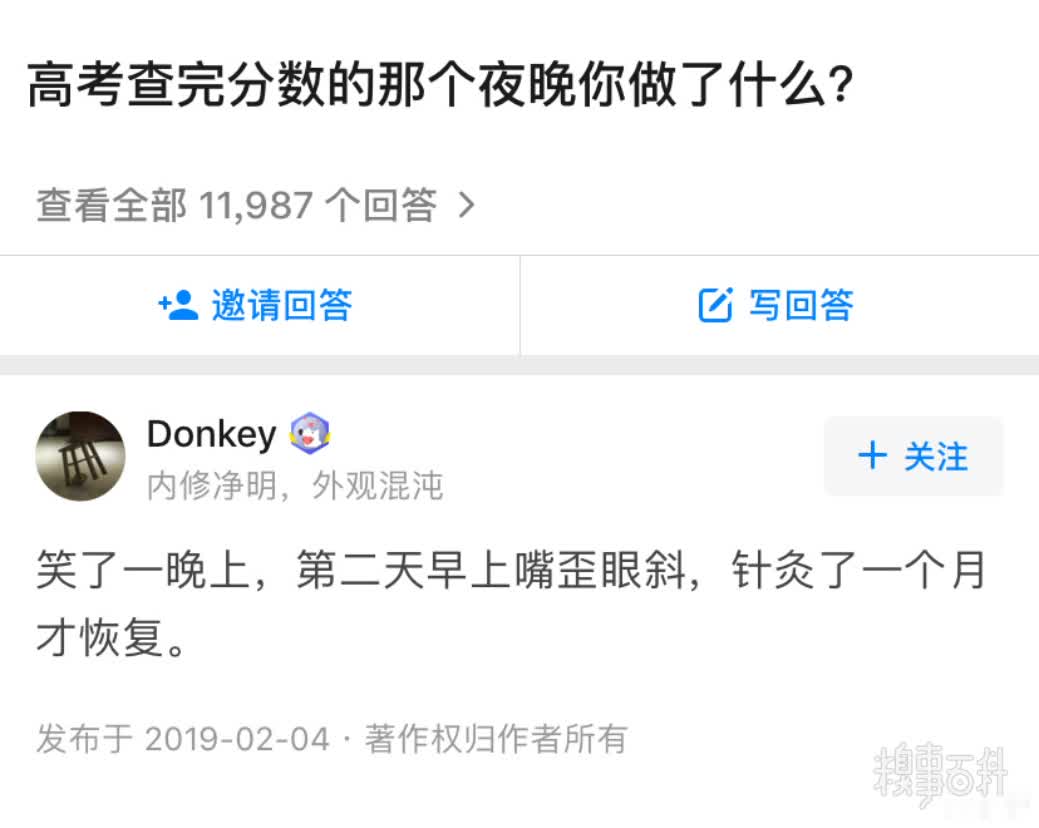 高考查完分数的那个夜晚你做了什么?
查看全部 11,987 个回答 >
邀请回答
写回答
Donkey
内修净明，外观混沌
+ 关注
笑了一晚上，第二天早上嘴歪眼斜，针灸了一个月
才恢复。
发布于 2019-02-04 · 著作权归作者所有
糗事百科